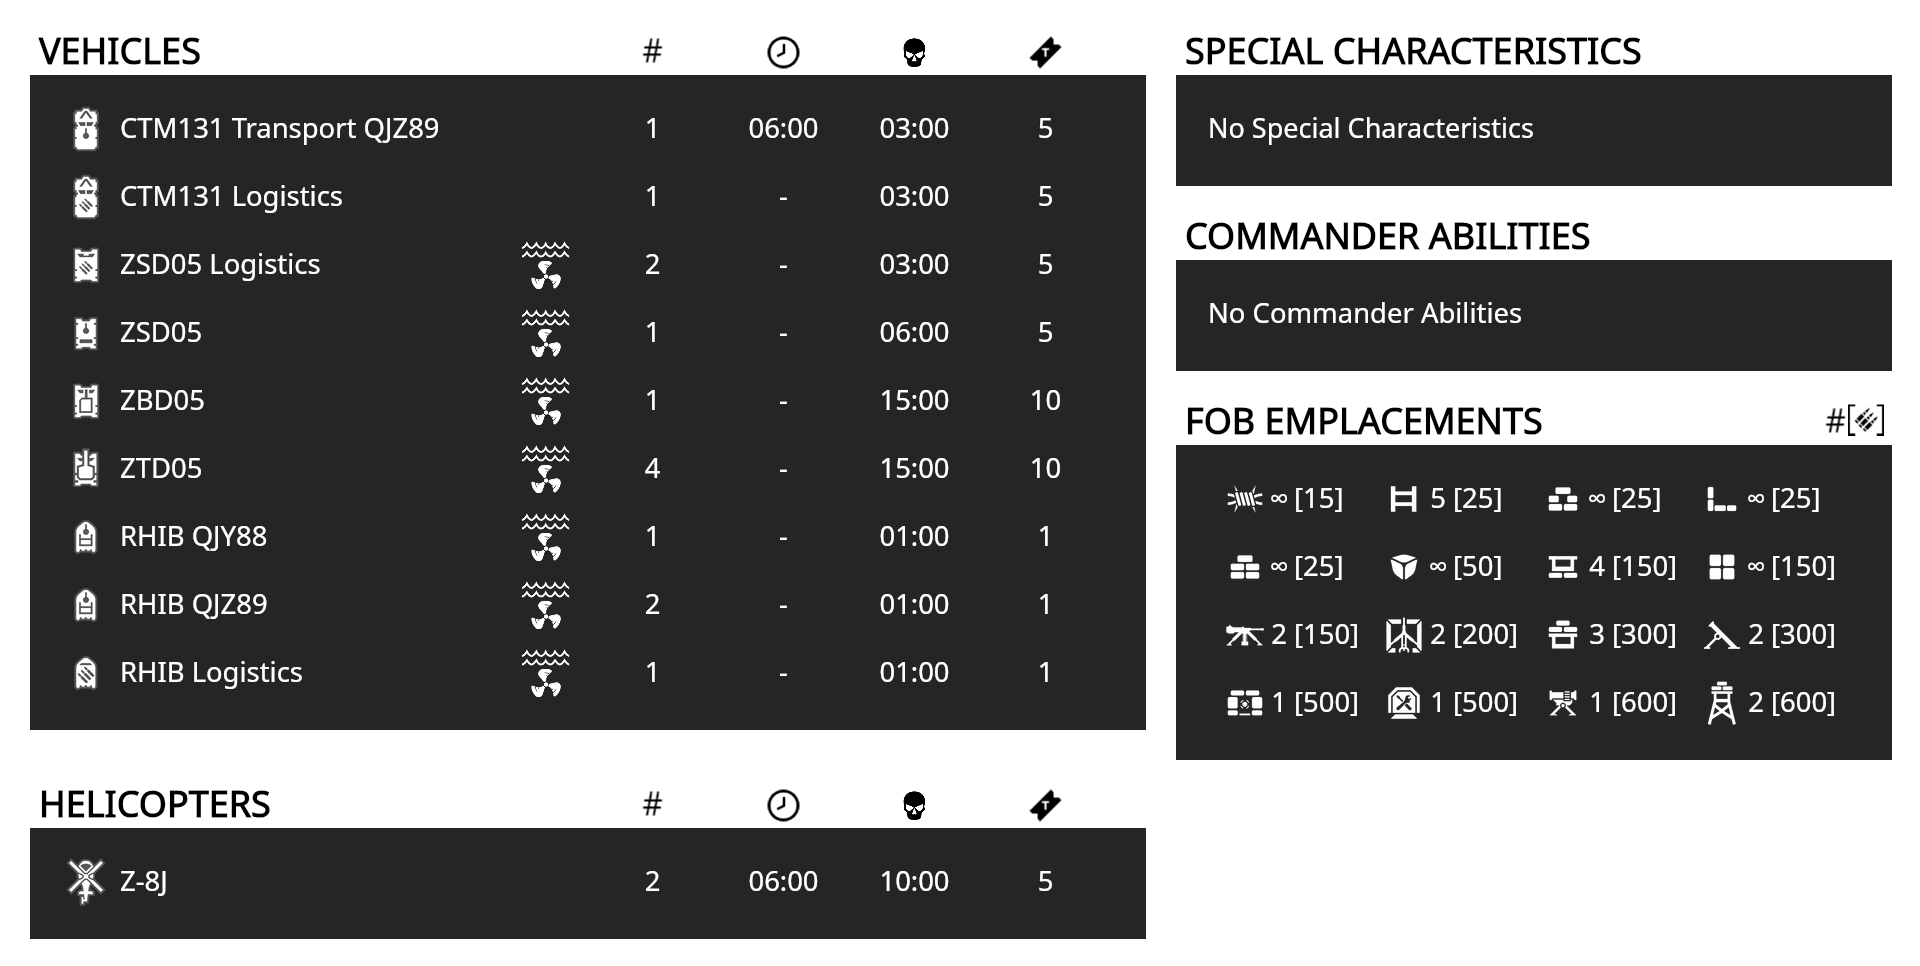 VEHICLES #
CTM131 Transport QJZ89 1 06:00 03:00 5
CTM131 Logistics 1 - 03:00 5
ZSD05 Logistics 2 - 03:00 5
ZSD05 1 - 06:00 5
ZBD05 1 - 15:00 10
ZTD05 4 - 15:00 10
RHIB QJY88 1 - 01:00 1
RHIB QJZ89 2 - 01:00 1
RHIB Logistics 1 - 01:00 1
HELICOPTERS #
Z-8J 2 06:00 10:00 5
SPECIAL CHARACTERISTICS
No Special Characteristics
COMMANDER ABILITIES
No Commander Abilities
FOB EMPLACEMENTS #[]
∞ [15] 5 [25] ∞ [25] ∞ [25]
∞ [25] ∞ [50] 4 [150] ∞ [150]
2 [150] 2 [200] 3 [300] 2 [300]
1 [500] 1 [500] 1 [600] 2 [600]